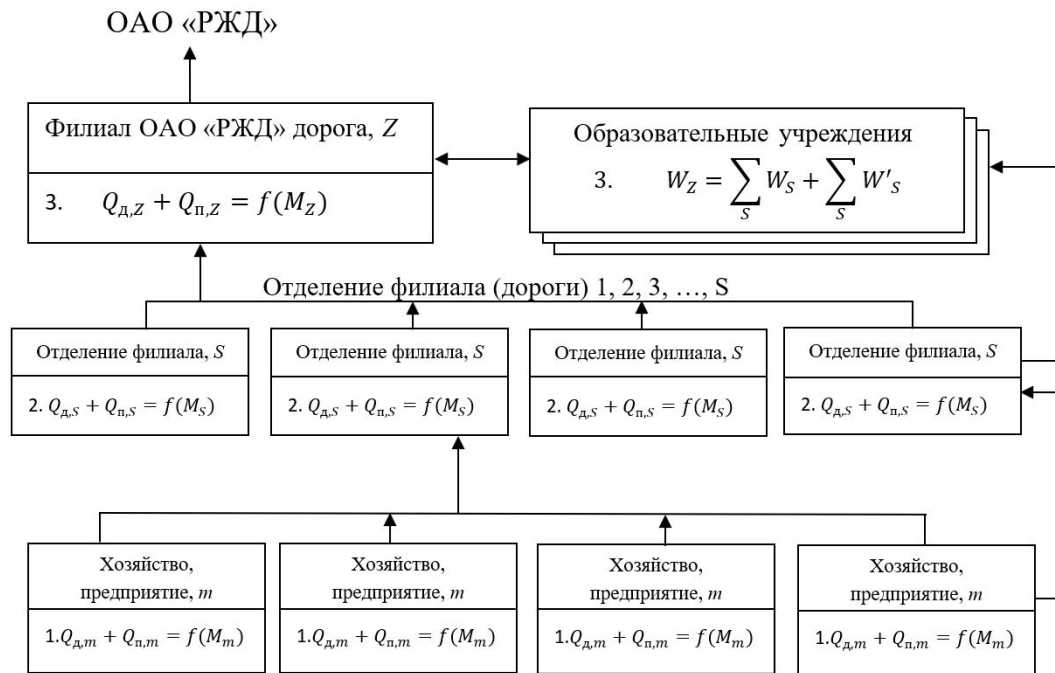 ОАО «РЖД»
Филиал ОАО «РЖД» дорога, Z
3. Q_{д,Z} + Q_{п,Z} = f(M_Z)
Образовательные учреждения
3. W_Z = ∑_S W_S + ∑_S W'_S
Отделение филиала (дороги) 1, 2, 3, …, S
Отделение филиала, S
2. Q_{д,S} + Q_{п,S} = f(M_S)
Отделение филиала, S
2. Q_{д,S} + Q_{п,S} = f(M_S)
Отделение филиала, S
2. Q_{д,S} + Q_{п,S} = f(M_S)
Отделение филиала, S
2. Q_{д,S} + Q_{п,S} = f(M_S)
Хозяйство,
предприятие, m
1.Q_{д,m} + Q_{п,m} = f(M_m)
Хозяйство,
предприятие, m
1.Q_{д,m} + Q_{п,m} = f(M_m)
Хозяйство,
предприятие, m
1.Q_{д,m} + Q_{п,m} = f(M_m)
Хозяйство,
предприятие, m
1.Q_{д,m} + Q_{п,m} = f(M_m)